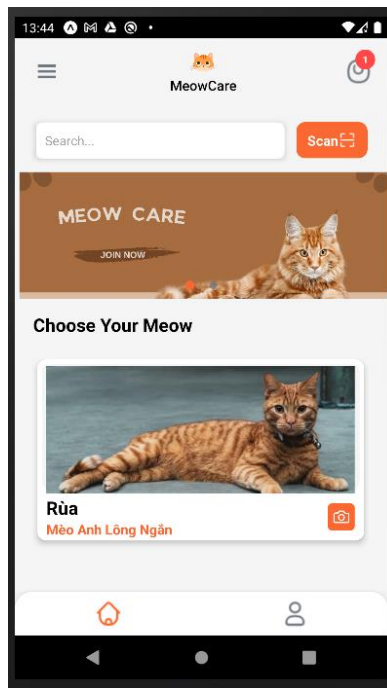 13:44
1
MeowCare
Search...
Scan
MEOW CARE
JOIN NOW
Choose Your Meow
Rùa
Mèo Anh Lông Ngắn